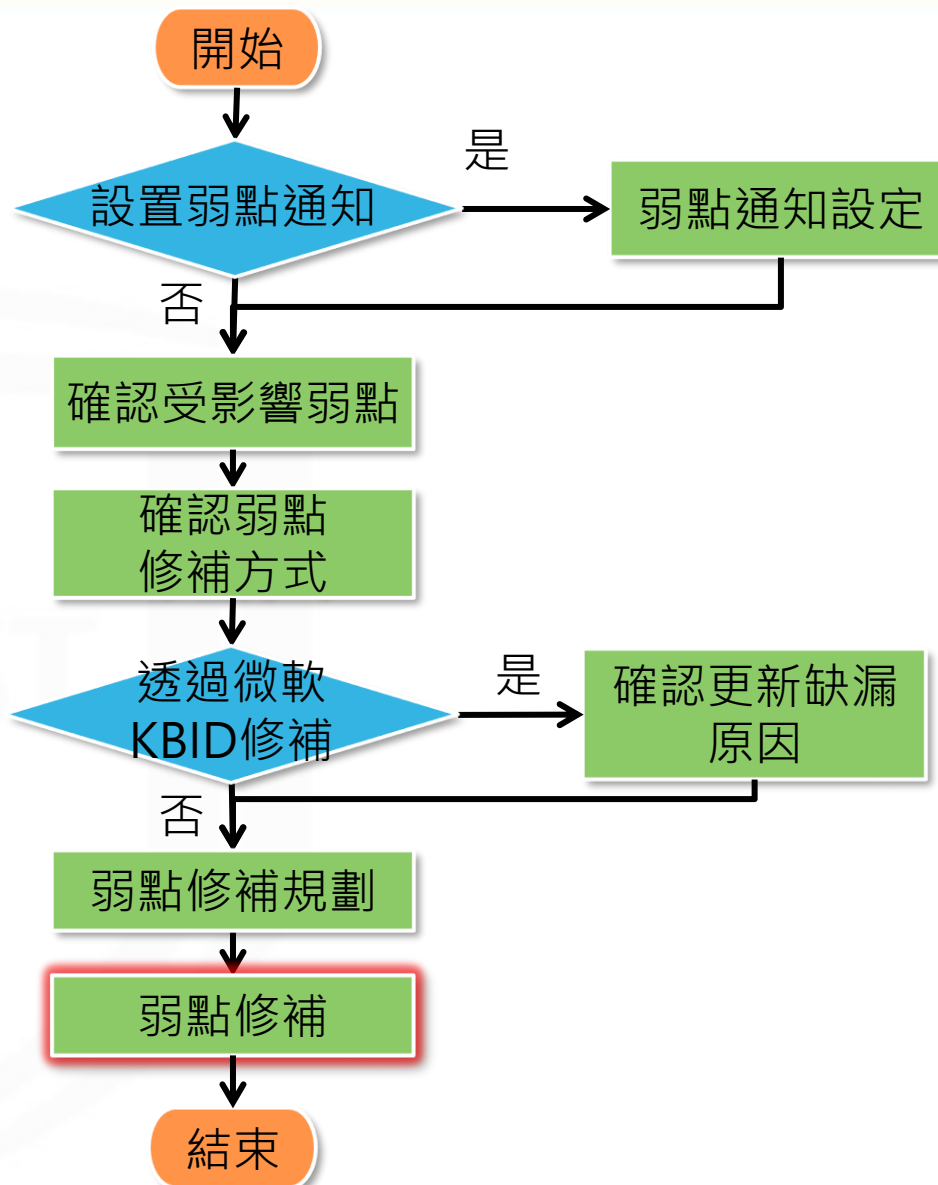 開始
是
設置弱點通知
弱點通知設定
否
確認受影響弱點
確認弱點
修補方式
透過微軟
KBID修補
是
確認更新缺漏
原因
否
弱點修補規劃
弱點修補
結束